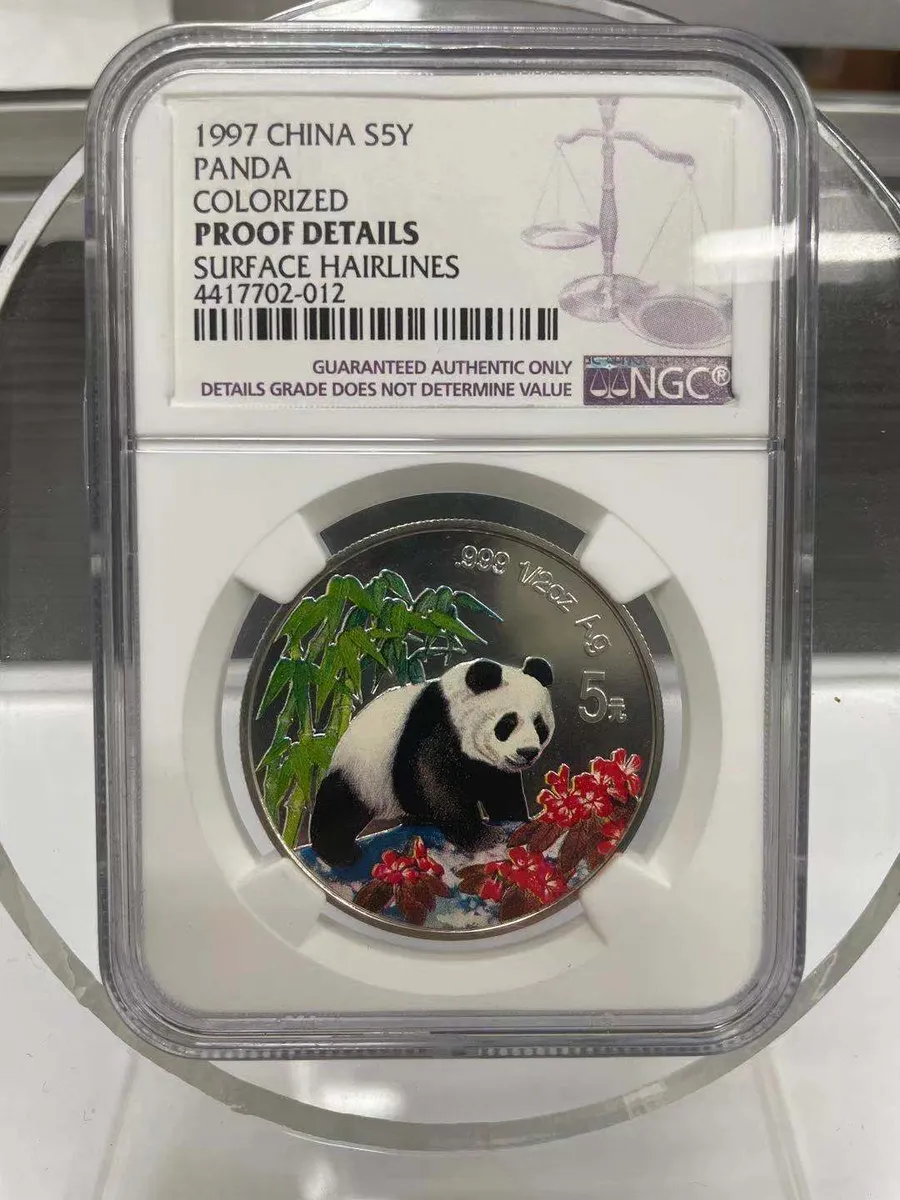 1997 CHINA S5Y
PANDA
COLORIZED
PROOF DETAILS
SURFACE HAIRLINES
4417702-012
GUARANTEED AUTHENTIC ONLY
DETAILS GRADE DOES NOT DETERMINE VALUE
NGC®
.999 1/2oz Ag
5元